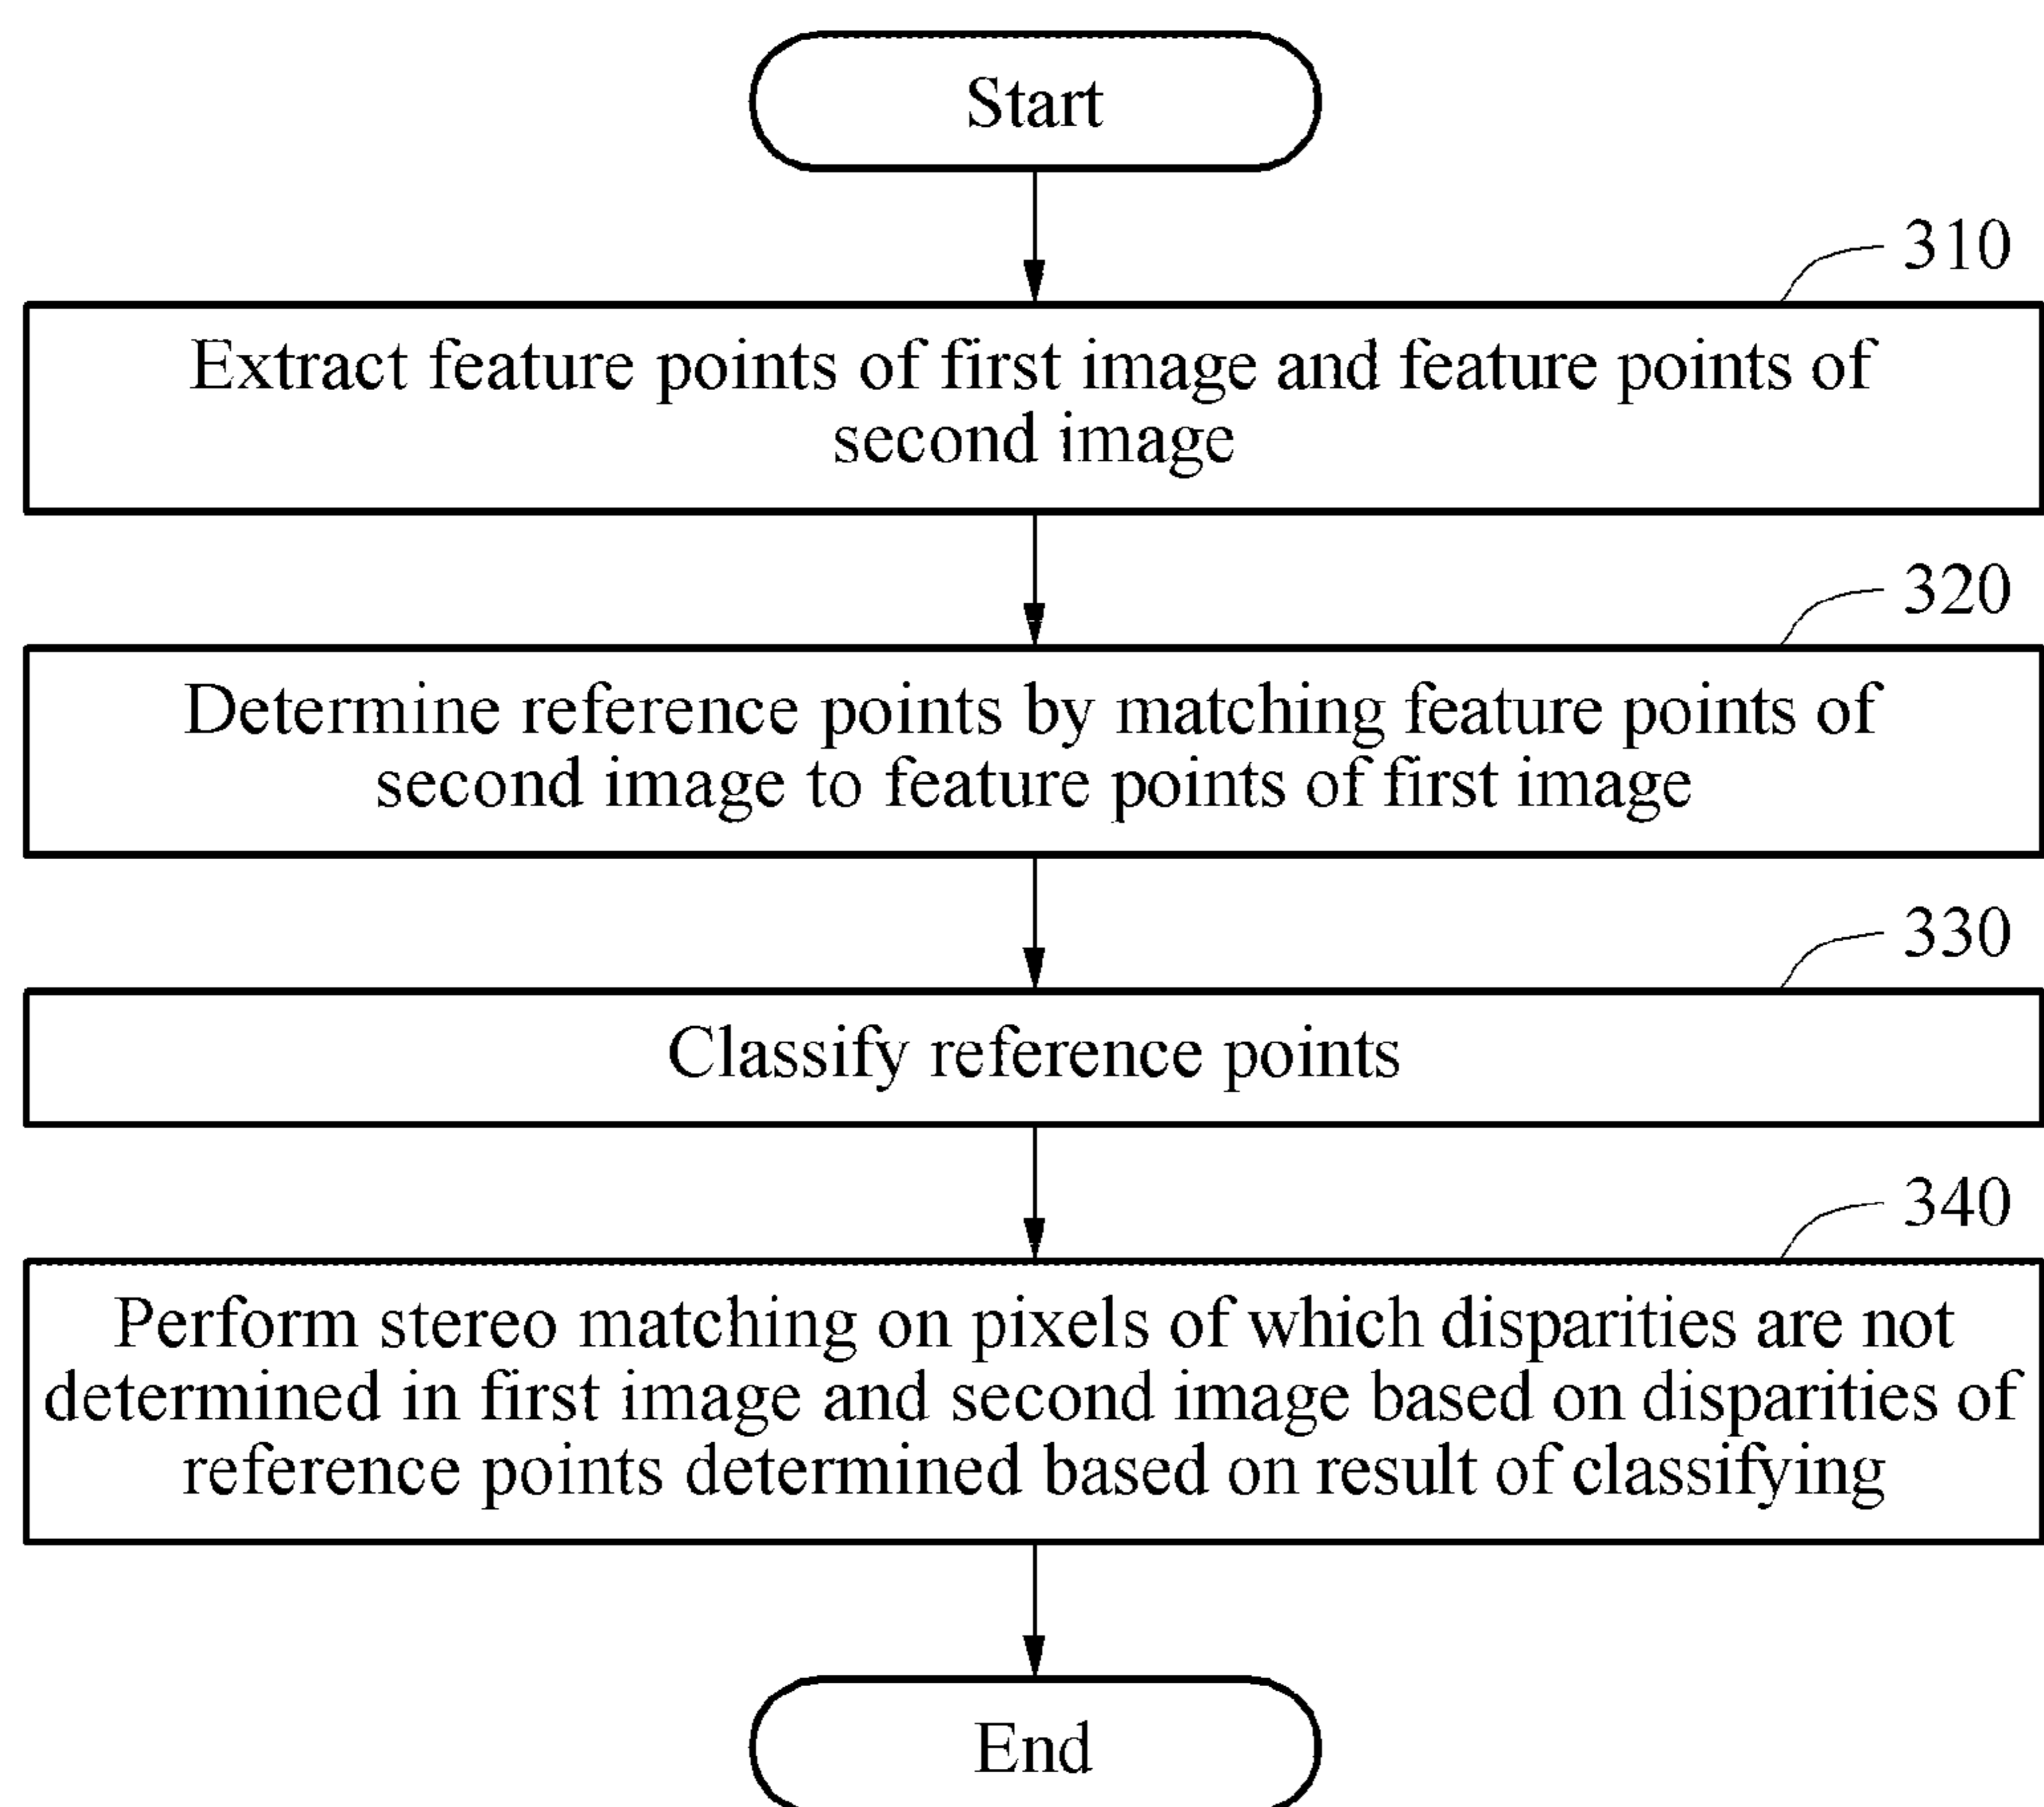 Start
310
Extract feature points of first image and feature points of
second image
320
Determine reference points by matching feature points of
second image to feature points of first image
330
Classify reference points
340
Perform stereo matching on pixels of which disparities are not
determined in first image and second image based on disparities of
reference points determined based on result of classifying
End